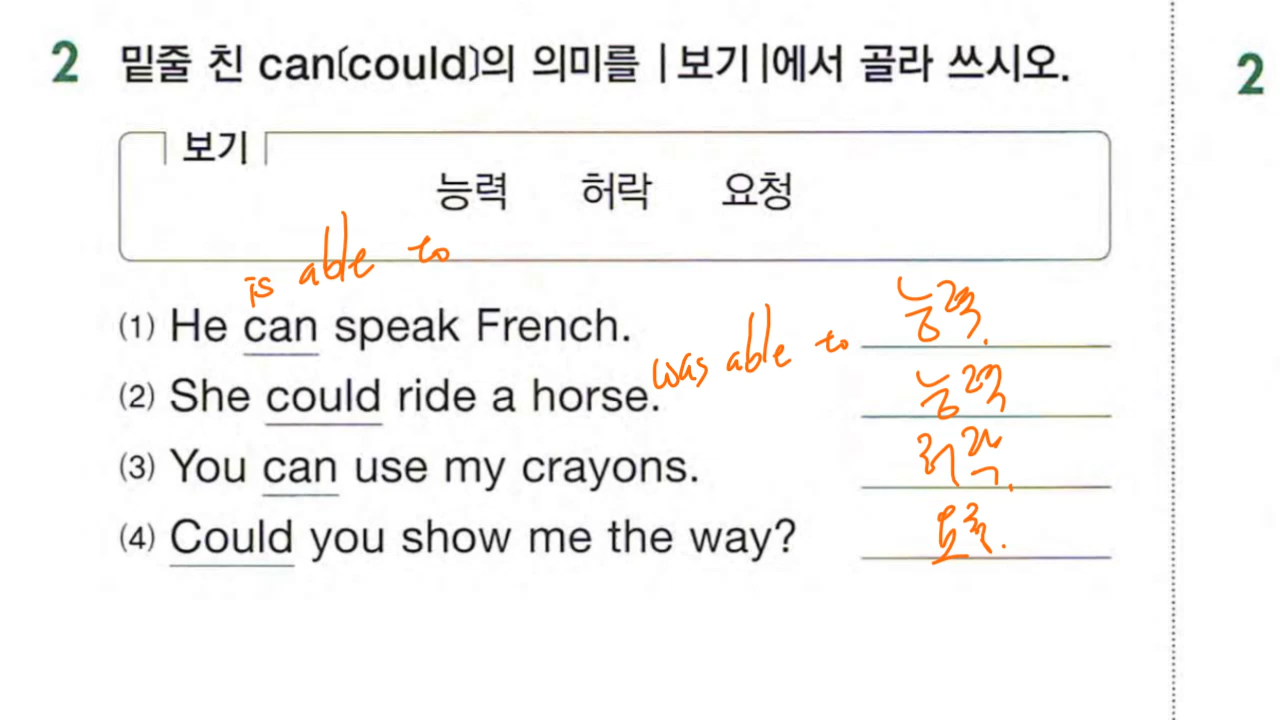 2 밑줄 친 can(could)의 의미를 |보기|에서 골라 쓰시오.
2
보기
능력 허락 요청
is able to
(1) He can speak French. 능력.
was able to
(2) She could ride a horse. 능력
(3) You can use my crayons. 허락.
(4) Could you show me the way?